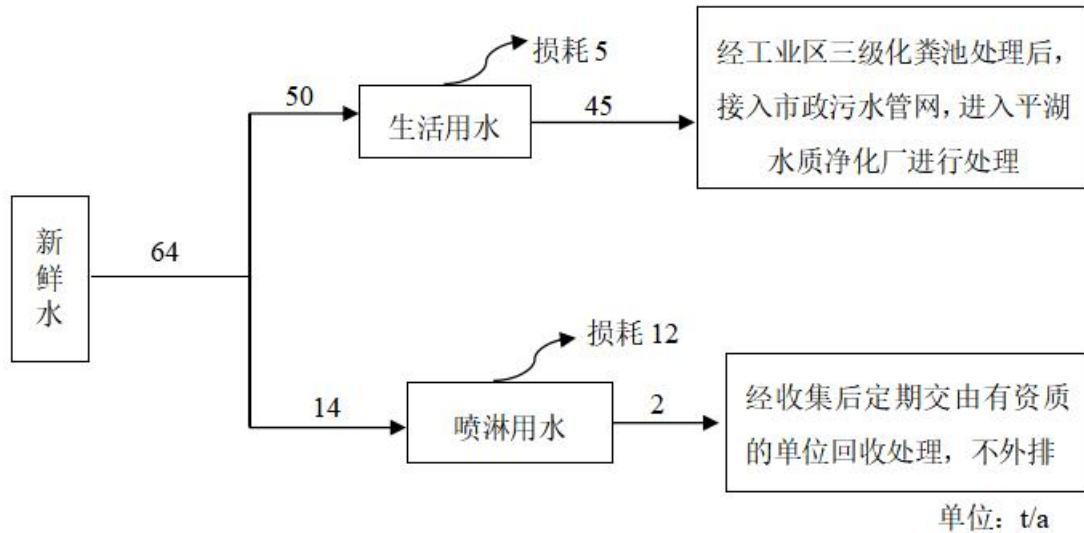 损耗 5
经工业区三级化粪池处理后，
接入市政污水管网，进入平湖
水质净化厂进行处理
50
生活用水
45
新
鲜
水
64
损耗 12
14
喷淋用水
2
经收集后定期交由有资质
的单位回收处理，不外排
单位：t/a